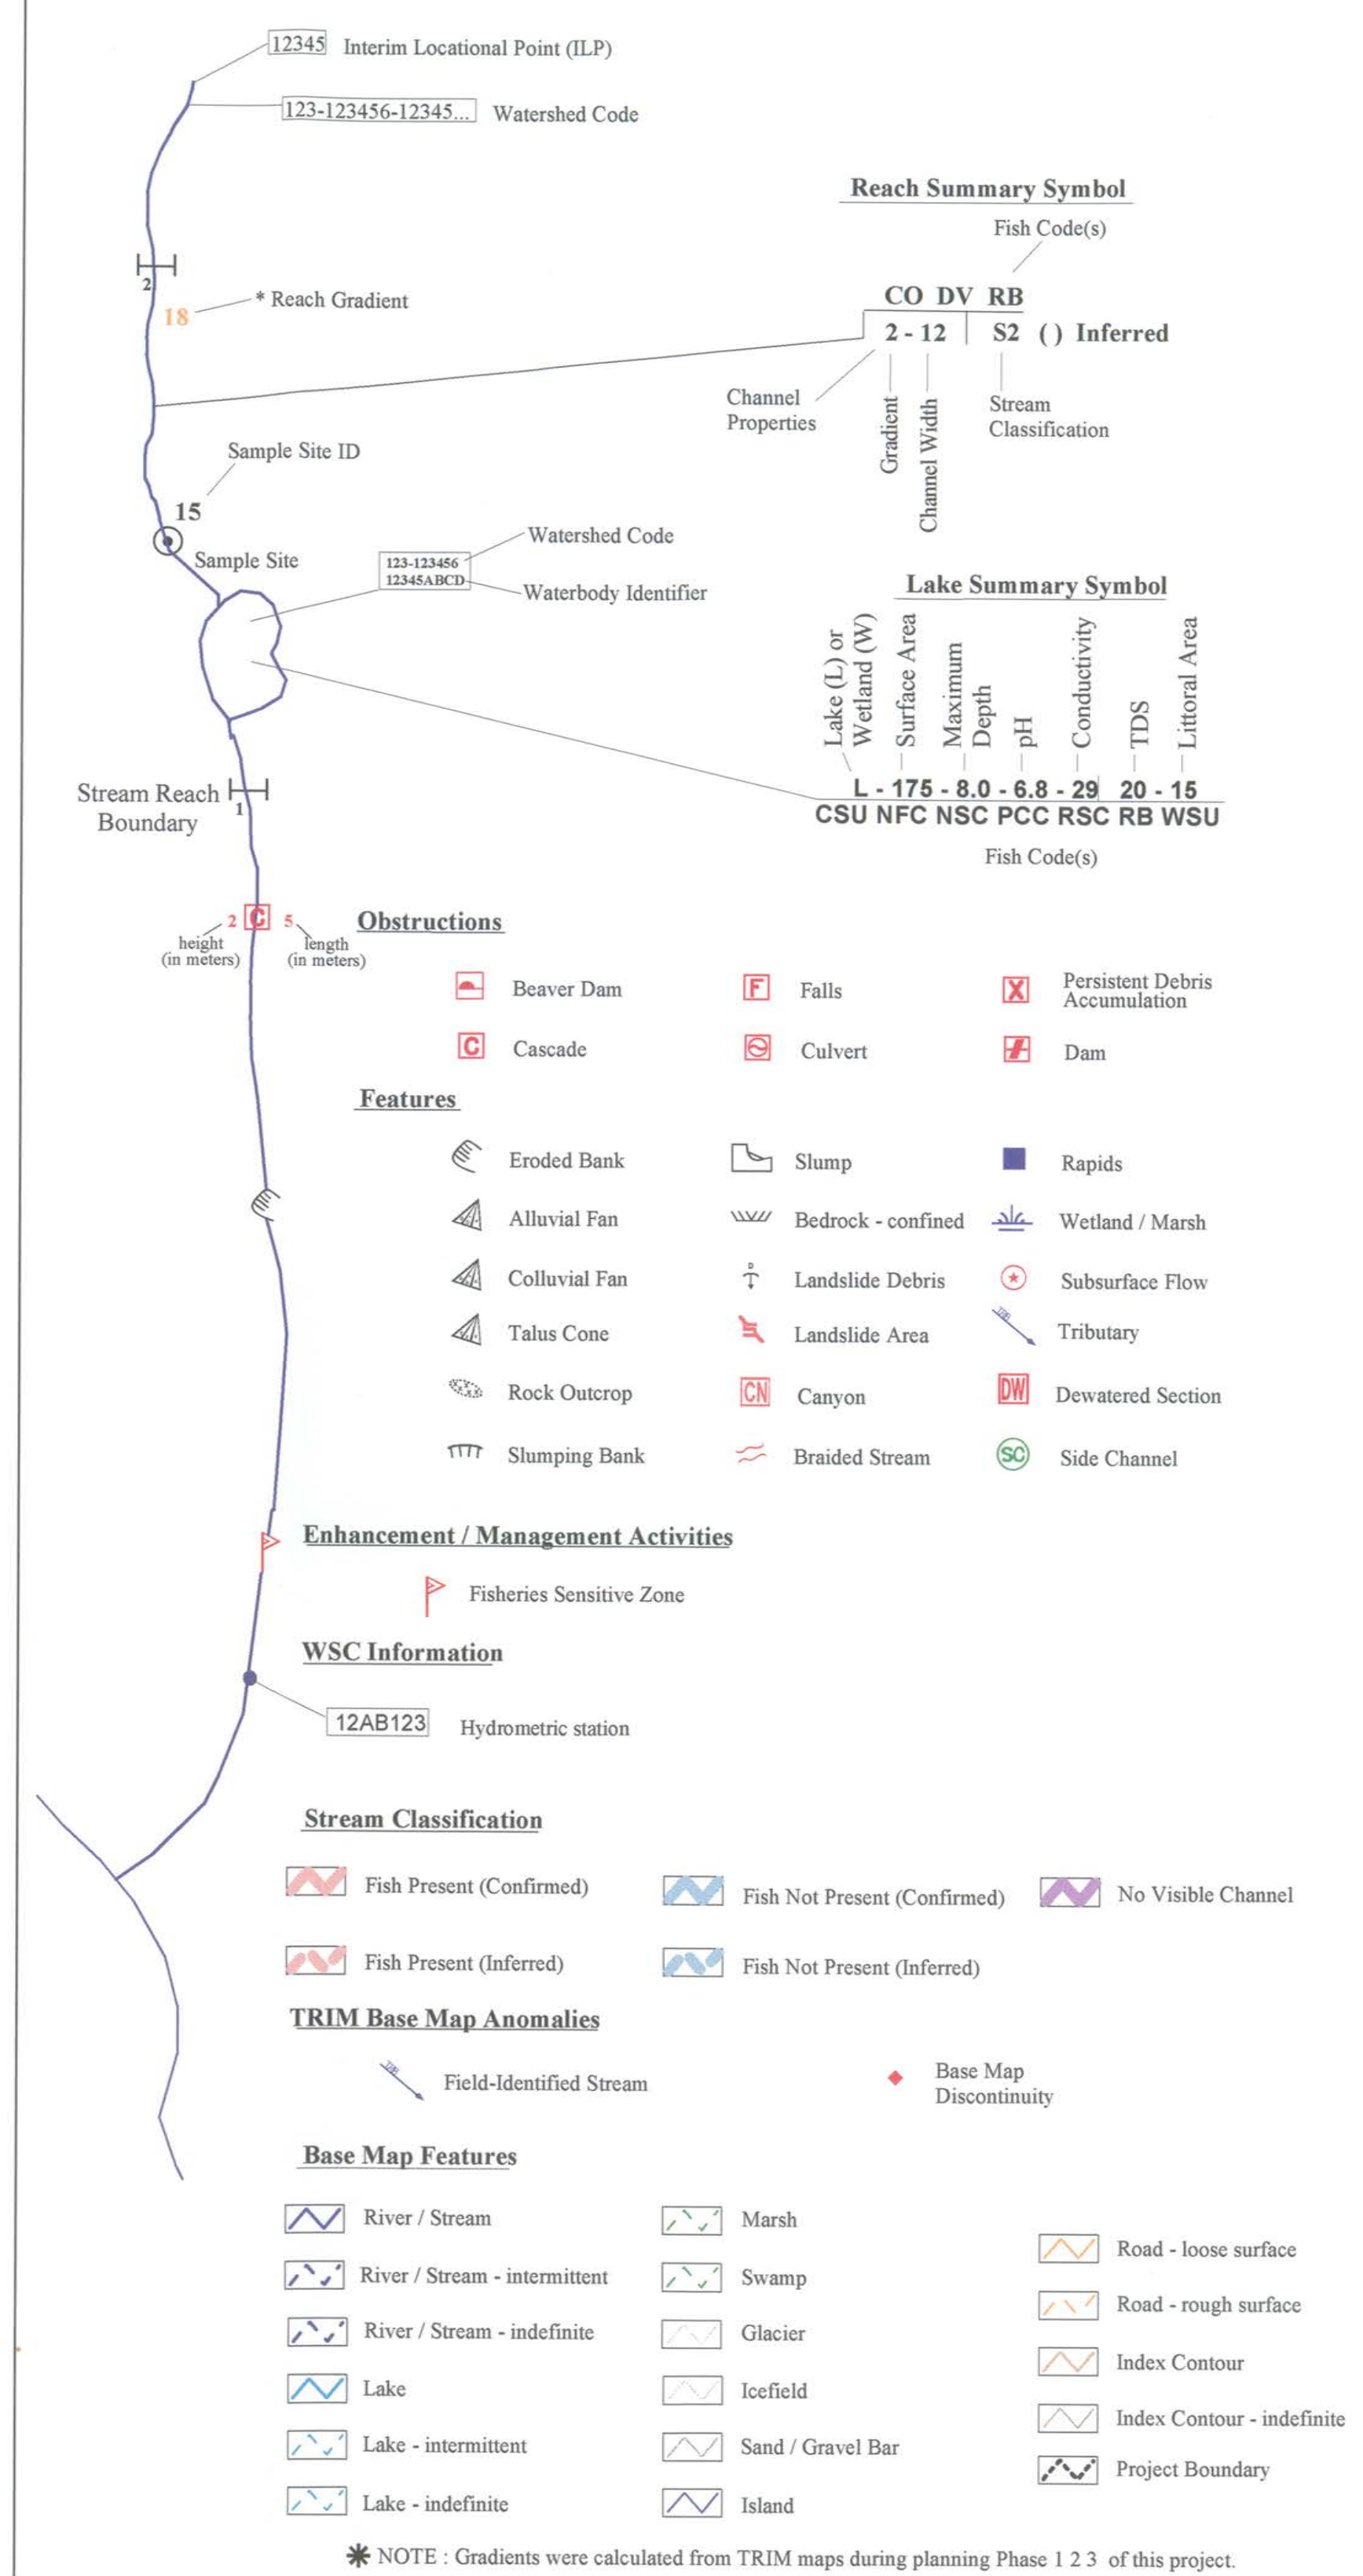 12345 Interim Locational Point (ILP)
123-123456-12345... Watershed Code
Reach Summary Symbol
Fish Code(s)
CO DV RB
2 - 12 S2 ( ) Inferred
Channel
Properties
Gradient
Channel Width
Stream
Classification
2
18
* Reach Gradient
Sample Site ID
15
Sample Site
123-123456
12345ABCD
Watershed Code
Waterbody Identifier
Lake Summary Symbol
Lake (L) or
Wetland (W)
Surface Area
Maximum
Depth
pH
Conductivity
TDS
Littoral Area
L - 175 - 8.0 - 6.8 - 29 20 - 15
CSU NFC NSC PCC RSC RB WSU
Fish Code(s)
Stream Reach
Boundary
1
2 C 5
height
(in meters)
length
(in meters)
Obstructions
Beaver Dam
F Falls
X Persistent Debris
Accumulation
C Cascade
Culvert
Dam
Features
Eroded Bank
Slump
Rapids
Alluvial Fan
Bedrock - confined
Wetland / Marsh
Colluvial Fan
D Landslide Debris
Subsurface Flow
Talus Cone
Landslide Area
Tributary
Rock Outcrop
CN Canyon
DW Dewatered Section
Slumping Bank
Braided Stream
SC Side Channel
Enhancement / Management Activities
Fisheries Sensitive Zone
WSC Information
12AB123 Hydrometric station
Stream Classification
Fish Present (Confirmed)
Fish Not Present (Confirmed)
No Visible Channel
Fish Present (Inferred)
Fish Not Present (Inferred)
TRIM Base Map Anomalies
Field-Identified Stream
Base Map
Discontinuity
Base Map Features
River / Stream
Marsh
Road - loose surface
River / Stream - intermittent
Swamp
Road - rough surface
River / Stream - indefinite
Glacier
Index Contour
Lake
Icefield
Index Contour - indefinite
Lake - intermittent
Sand / Gravel Bar
Project Boundary
Lake - indefinite
Island
✱ NOTE : Gradients were calculated from TRIM maps during planning Phase 1 2 3 of this project.